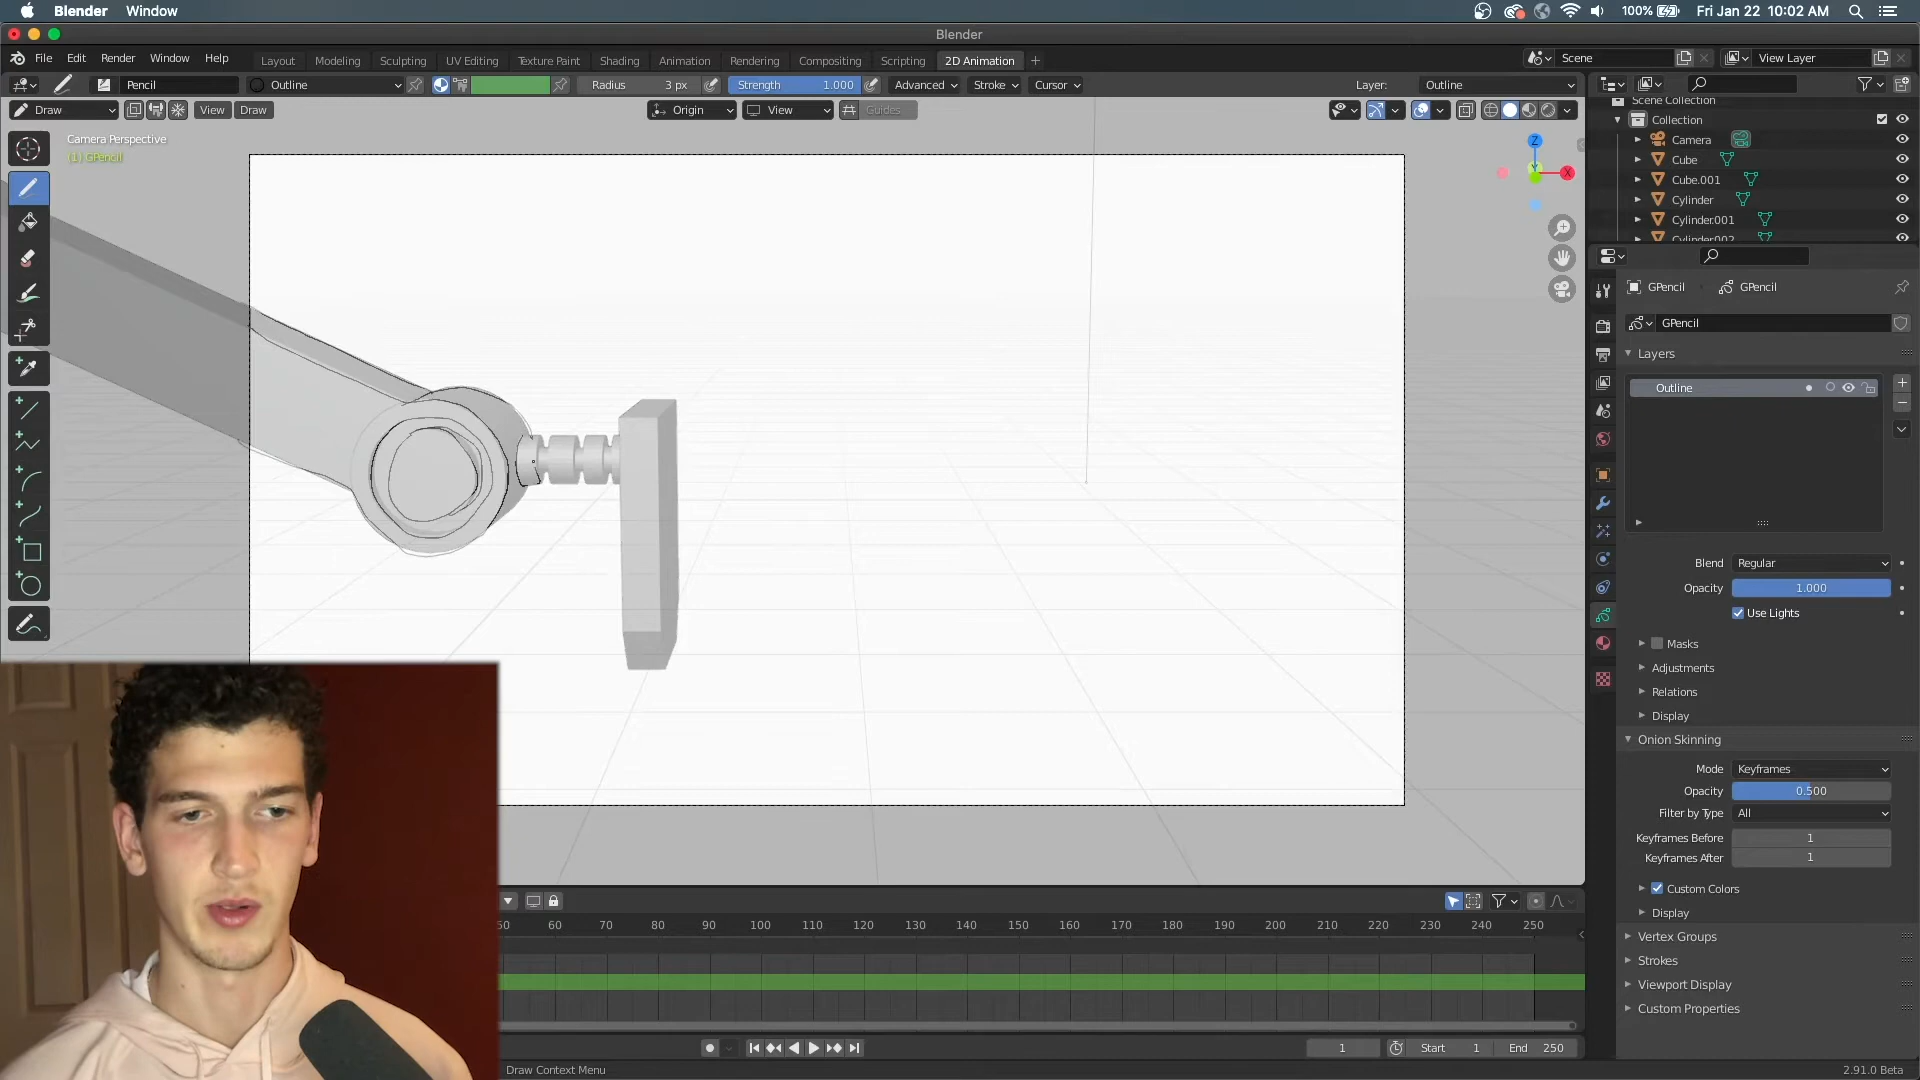 Blender Window 100% Fri Jan 22 10:02 AM
Blender
File Edit Render Window Help Layout Modeling Sculpting UV Editing Texture Paint Shading Animation Rendering Compositing Scripting 2D Animation + Scene View Layer
Pencil Outline Radius 3 px Strength 1.000 Advanced Stroke Cursor Layer: Outline
Draw View Draw Origin View Guides
Camera Perspective
(1) GPencil
Z
X
Scene Collection
Collection
Camera
Cube
Cube.001
Cylinder
Cylinder.001
Cylinder.002
GPencil GPencil
GPencil
Layers
Outline
Blend Regular
Opacity 1.000
Use Lights
Masks
Adjustments
Relations
Display
Onion Skinning
Mode Keyframes
Opacity 0.500
Filter by Type All
Keyframes Before 1
Keyframes After 1
Custom Colors
Display
Vertex Groups
Strokes
Viewport Display
Custom Properties
60 70 80 90 100 110 120 130 140 150 160 170 180 190 200 210 220 230 240 250
1 Start 1 End 250
Draw Context Menu 2.91.0 Beta